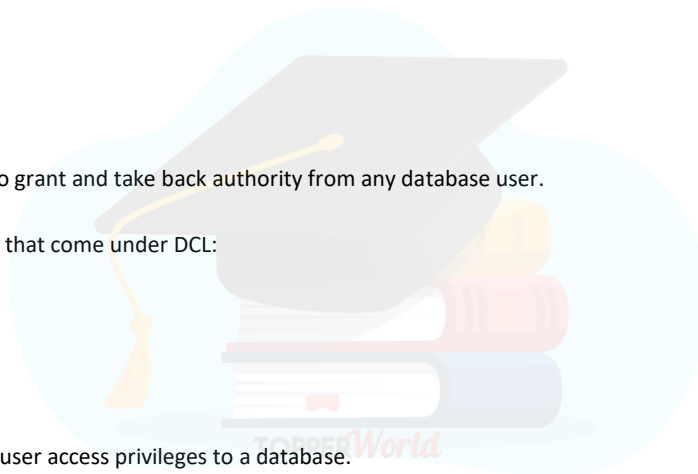 o grant and take back authority from any database user.
that come under DCL:
user access privileges to a database.
TOPPERWorld